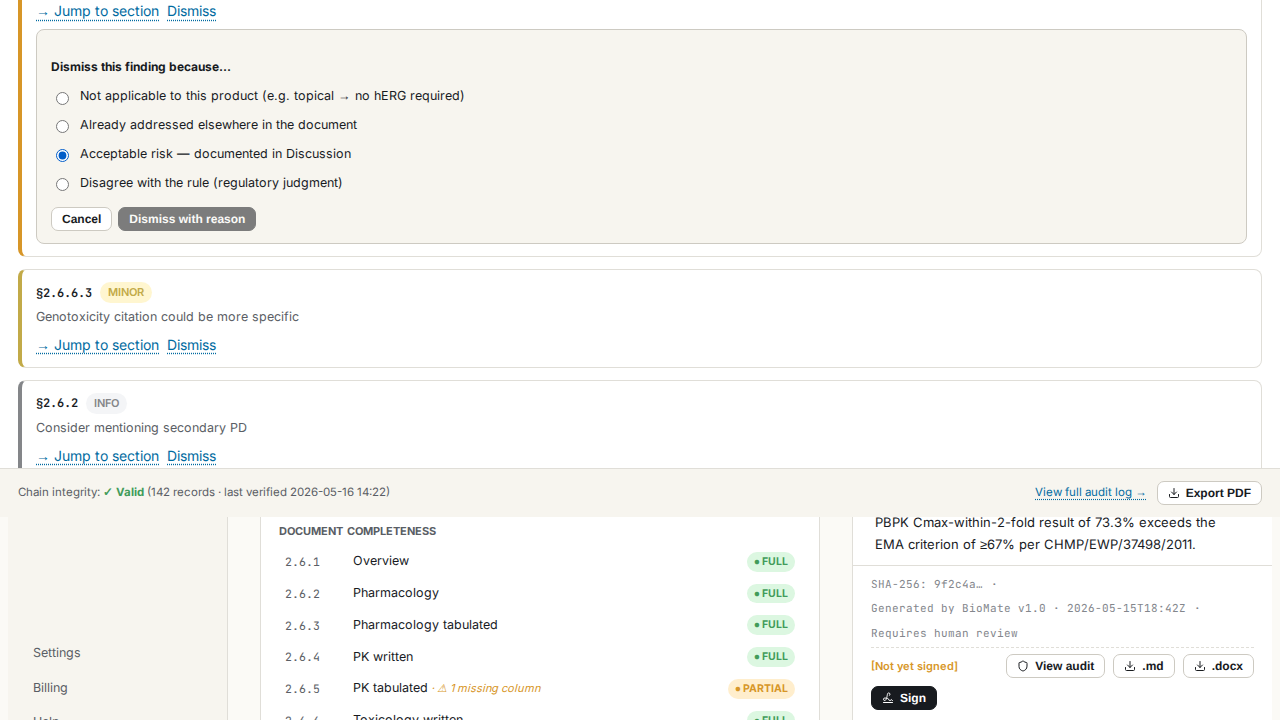 → Jump to section Dismiss
Dismiss this finding because…
Not applicable to this product (e.g. topical → no hERG required)
Already addressed elsewhere in the document
Acceptable risk — documented in Discussion
Disagree with the rule (regulatory judgment)
Cancel Dismiss with reason
§2.6.6.3 MINOR
Genotoxicity citation could be more specific
→ Jump to section Dismiss
§2.6.2 INFO
Consider mentioning secondary PD
→ Jump to section Dismiss
Chain integrity: ✓ Valid (142 records · last verified 2026-05-16 14:22)
View full audit log → Export PDF
Settings
Billing
Help
DOCUMENT COMPLETENESS
2.6.1 Overview ● FULL
2.6.2 Pharmacology ● FULL
2.6.3 Pharmacology tabulated ● FULL
2.6.4 PK written ● FULL
2.6.5 PK tabulated · ⚠ 1 missing column ● PARTIAL
2.6.6 Toxicology written ● FULL
PBPK Cmax-within-2-fold result of 73.3% exceeds the
EMA criterion of ≥67% per CHMP/EWP/37498/2011.
SHA-256: 9f2c4a… ·
Generated by BioMate v1.0 · 2026-05-15T18:42Z ·
Requires human review
[Not yet signed] View audit .md .docx
Sign